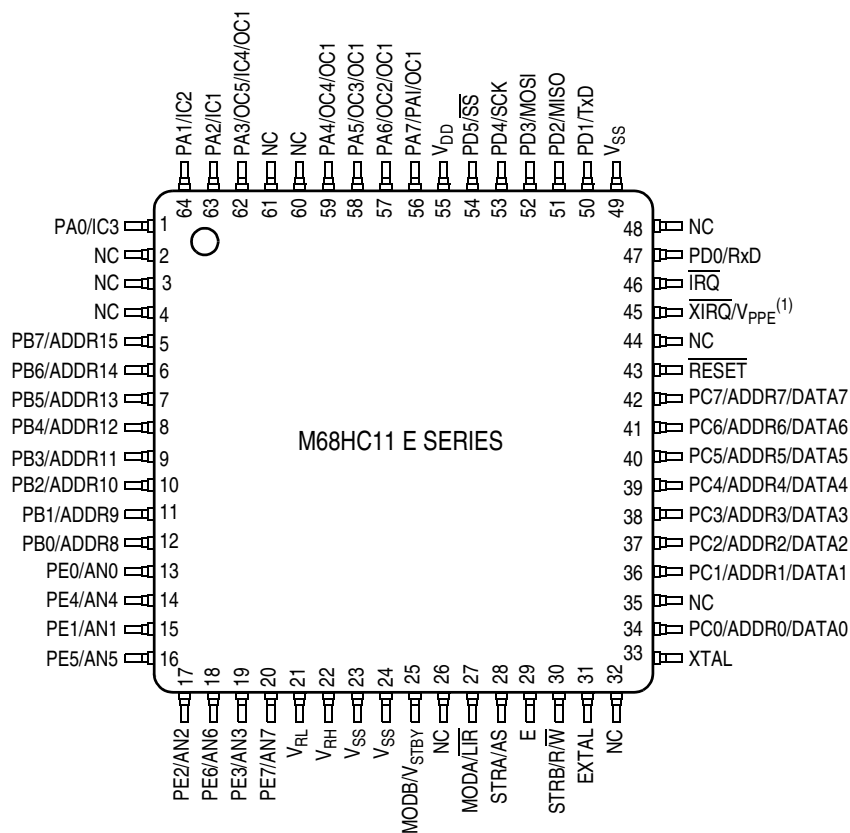 PA1/IC2
PA2/IC1
PA3/OC5/IC4/OC1
NC
NC
PA4/OC4/OC1
PA5/OC3/OC1
PA6/OC2/OC1
PA7/PAI/OC1
VDD
PD5/S̅S̅
PD4/SCK
PD3/MOSI
PD2/MISO
PD1/TxD
VSS
64
63
62
61
60
59
58
57
56
55
54
53
52
51
50
49
PA0/IC3 1
NC 2
NC 3
NC 4
PB7/ADDR15 5
PB6/ADDR14 6
PB5/ADDR13 7
PB4/ADDR12 8
PB3/ADDR11 9
PB2/ADDR10 10
PB1/ADDR9 11
PB0/ADDR8 12
PE0/AN0 13
PE4/AN4 14
PE1/AN1 15
PE5/AN5 16
M68HC11 E SERIES
48 NC
47 PD0/RxD
46 I̅R̅Q̅
45 X̅I̅R̅Q̅/VPPE(1)
44 NC
43 R̅E̅S̅E̅T̅
42 PC7/ADDR7/DATA7
41 PC6/ADDR6/DATA6
40 PC5/ADDR5/DATA5
39 PC4/ADDR4/DATA4
38 PC3/ADDR3/DATA3
37 PC2/ADDR2/DATA2
36 PC1/ADDR1/DATA1
35 NC
34 PC0/ADDR0/DATA0
33 XTAL
17
18
19
20
21
22
23
24
25
26
27
28
29
30
31
32
PE2/AN2
PE6/AN6
PE3/AN3
PE7/AN7
VRL
VRH
VSS
VSS
MODB/VSTBY
NC
MODA/L̅I̅R̅
STRA/AS
E
STRB/R/W̅
EXTAL
NC